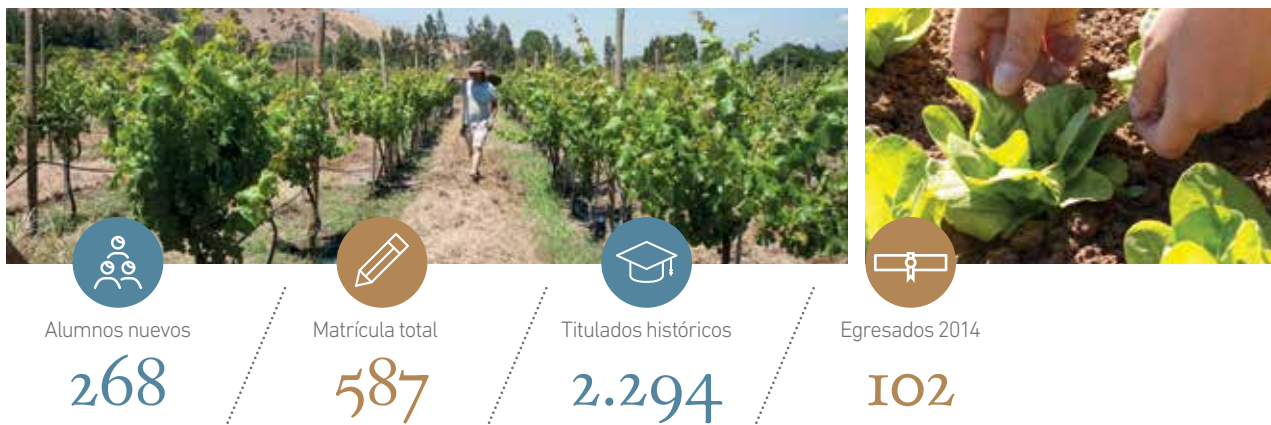 Alumnos nuevos
268
Matrícula total
587
Titulados históricos
2.294
Egresados 2014
102